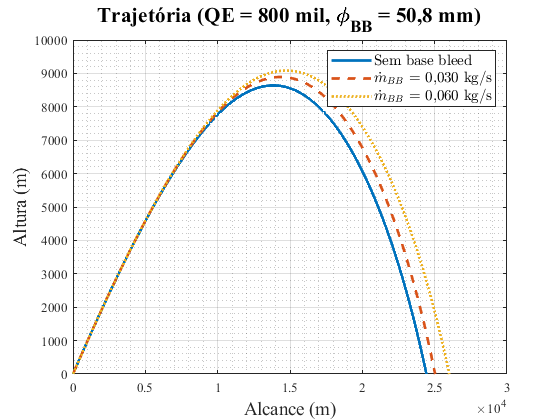 Trajetória (QE = 800 mil, ϕBB = 50,8 mm)
Sem base bleed
ṁBB = 0,030 kg/s
ṁBB = 0,060 kg/s
Altura (m)
10000
9000
8000
7000
6000
5000
4000
3000
2000
1000
0
0 0.5 1 1.5 2 2.5 3
×10⁴
Alcance (m)